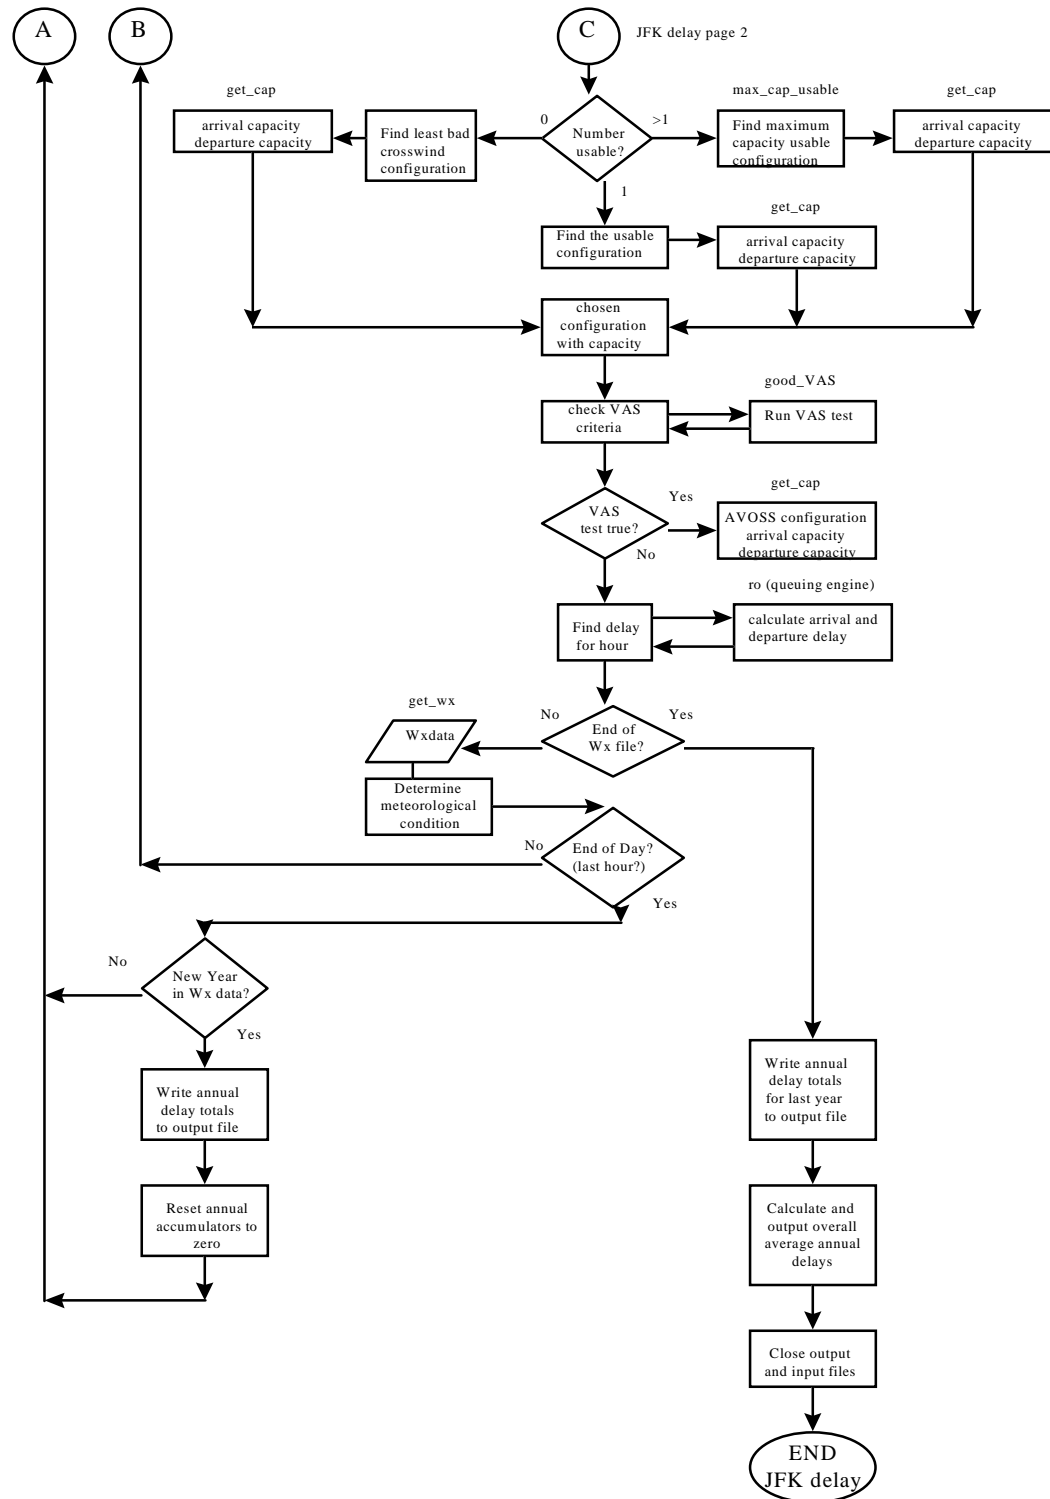 A
B
C
JFK delay page 2
get_cap
max_cap_usable
get_cap
0
>1
arrival capacity
departure capacity
Find least bad
crosswind
configuration
Number
usable?
Find maximum
capacity usable
configuration
arrival capacity
departure capacity
1
get_cap
Find the usable
configuration
arrival capacity
departure capacity
chosen
configuration
with capacity
good_VAS
check VAS
criteria
Run VAS test
get_cap
Yes
VAS
test true?
AVOSS configuration
arrival capacity
departure capacity
No
ro (queuing engine)
Find delay
for hour
calculate arrival and
departure delay
get_wx
No
Yes
Wxdata
End of
Wx file?
Determine
meteorological
condition
No
End of Day?
(last hour?)
Yes
No
New Year
in Wx data?
Yes
Write annual
delay totals
to output file
Write annual
delay totals
for last year
to output file
Reset annual
accumulators to
zero
Calculate and
output overall
average annual
delays
Close output
and input files
END
JFK delay